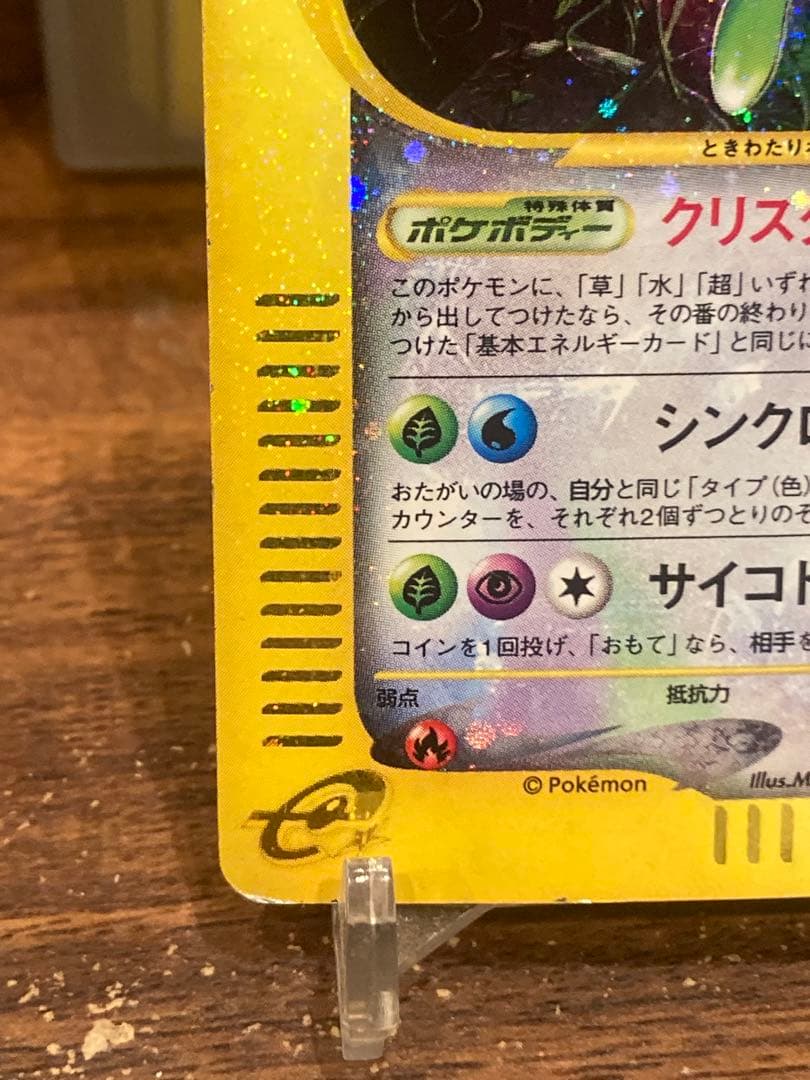 ときわたりポ
特殊体質
ポケボディー クリスタ
このポケモンに、「草」「水」「超」いずれ
から出してつけたなら、その番の終わり
つけた「基本エネルギーカード」と同じに
シンクロ
おたがいの場の、自分と同じ「タイプ(色)
カウンターを、それぞれ2個ずつとりのぞ
サイコト
コインを1回投げ、「おもて」なら、相手を
弱点 抵抗力
© Pokémon Illus.M
e